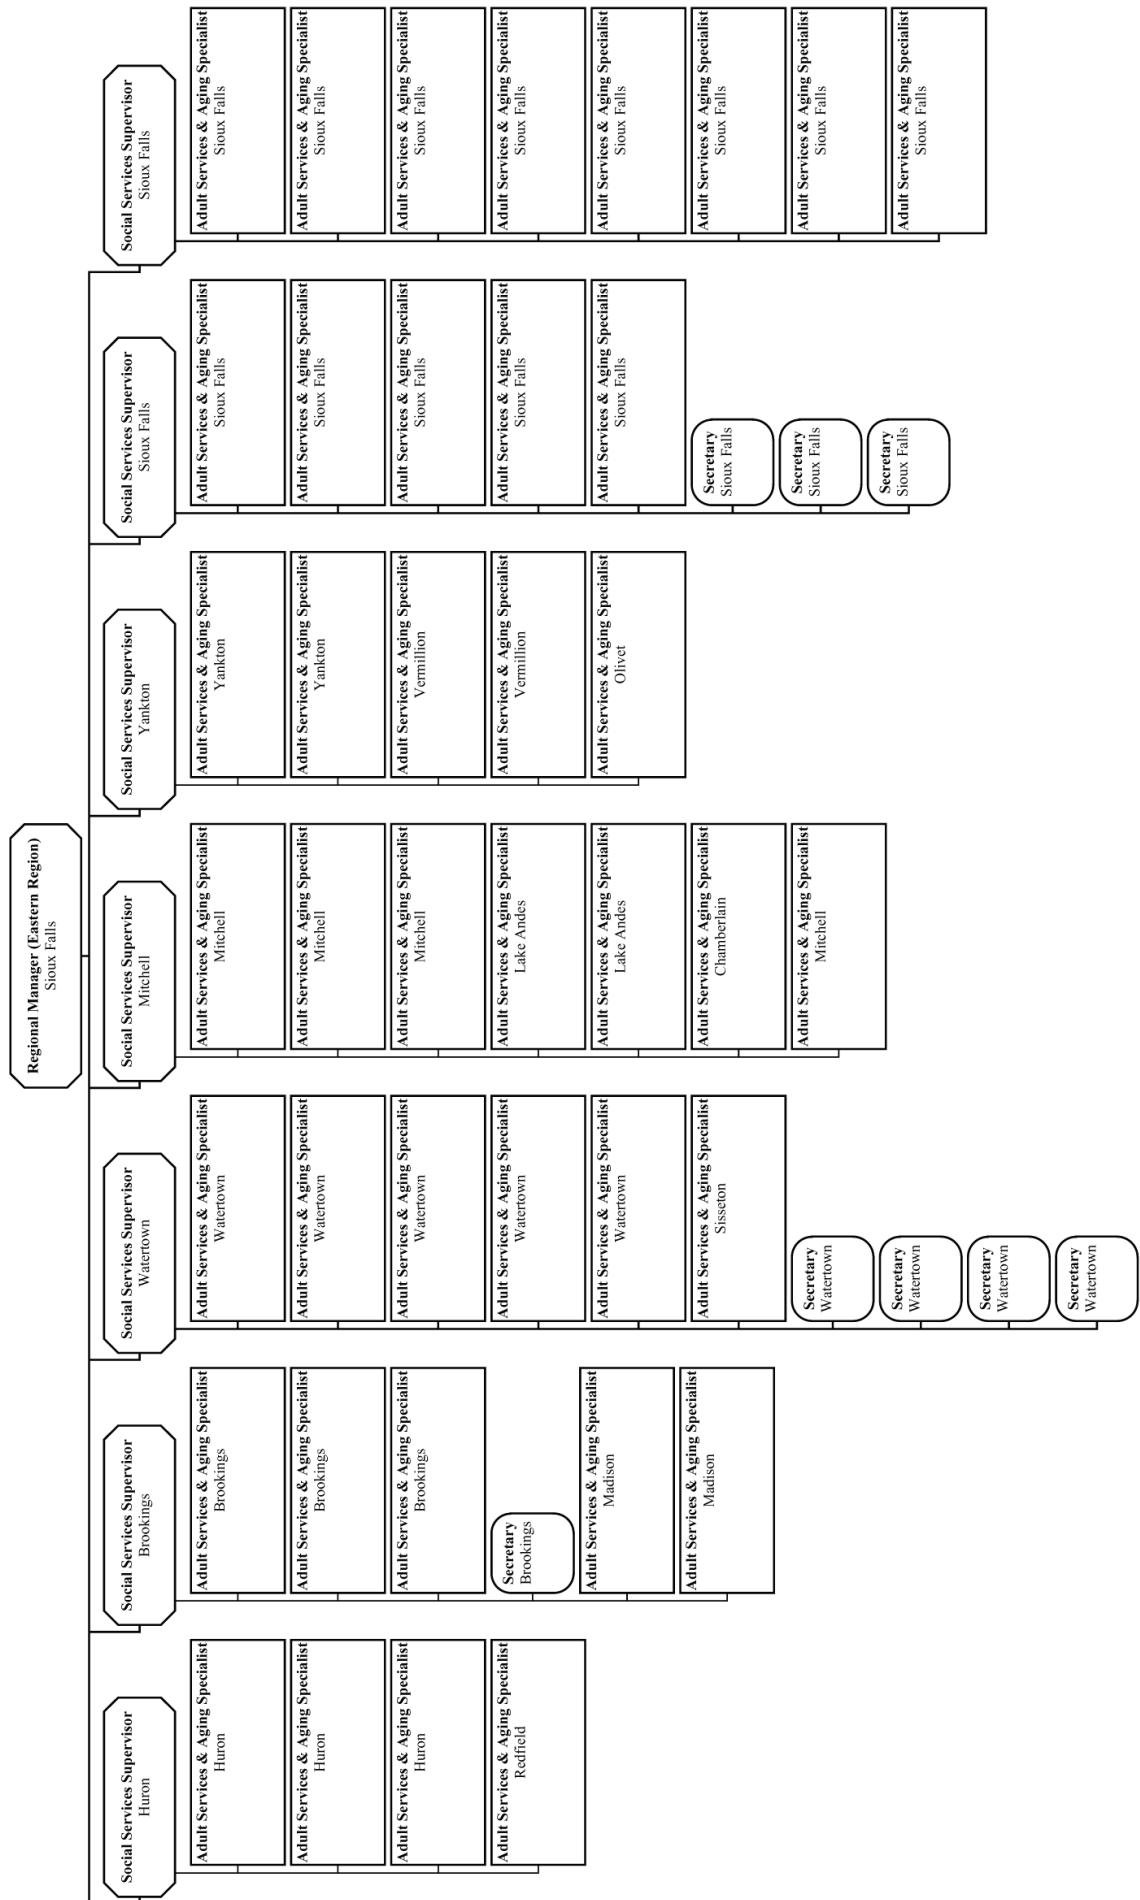 Regional Manager (Eastern Region)
Sioux Falls
Social Services Supervisor
Huron
Adult Services & Aging Specialist
Huron
Adult Services & Aging Specialist
Huron
Adult Services & Aging Specialist
Huron
Adult Services & Aging Specialist
Redfield
Social Services Supervisor
Brookings
Adult Services & Aging Specialist
Brookings
Adult Services & Aging Specialist
Brookings
Adult Services & Aging Specialist
Brookings
Secretary
Brookings
Adult Services & Aging Specialist
Madison
Adult Services & Aging Specialist
Madison
Social Services Supervisor
Watertown
Adult Services & Aging Specialist
Watertown
Adult Services & Aging Specialist
Watertown
Adult Services & Aging Specialist
Watertown
Adult Services & Aging Specialist
Watertown
Adult Services & Aging Specialist
Watertown
Adult Services & Aging Specialist
Sisseton
Secretary
Watertown
Secretary
Watertown
Secretary
Watertown
Secretary
Watertown
Social Services Supervisor
Mitchell
Adult Services & Aging Specialist
Mitchell
Adult Services & Aging Specialist
Mitchell
Adult Services & Aging Specialist
Mitchell
Adult Services & Aging Specialist
Lake Andes
Adult Services & Aging Specialist
Lake Andes
Adult Services & Aging Specialist
Chamberlain
Adult Services & Aging Specialist
Mitchell
Social Services Supervisor
Yankton
Adult Services & Aging Specialist
Yankton
Adult Services & Aging Specialist
Yankton
Adult Services & Aging Specialist
Vermillion
Adult Services & Aging Specialist
Vermillion
Adult Services & Aging Specialist
Olivet
Social Services Supervisor
Sioux Falls
Adult Services & Aging Specialist
Sioux Falls
Adult Services & Aging Specialist
Sioux Falls
Adult Services & Aging Specialist
Sioux Falls
Adult Services & Aging Specialist
Sioux Falls
Adult Services & Aging Specialist
Sioux Falls
Secretary
Sioux Falls
Secretary
Sioux Falls
Secretary
Sioux Falls
Social Services Supervisor
Sioux Falls
Adult Services & Aging Specialist
Sioux Falls
Adult Services & Aging Specialist
Sioux Falls
Adult Services & Aging Specialist
Sioux Falls
Adult Services & Aging Specialist
Sioux Falls
Adult Services & Aging Specialist
Sioux Falls
Adult Services & Aging Specialist
Sioux Falls
Adult Services & Aging Specialist
Sioux Falls
Adult Services & Aging Specialist
Sioux Falls